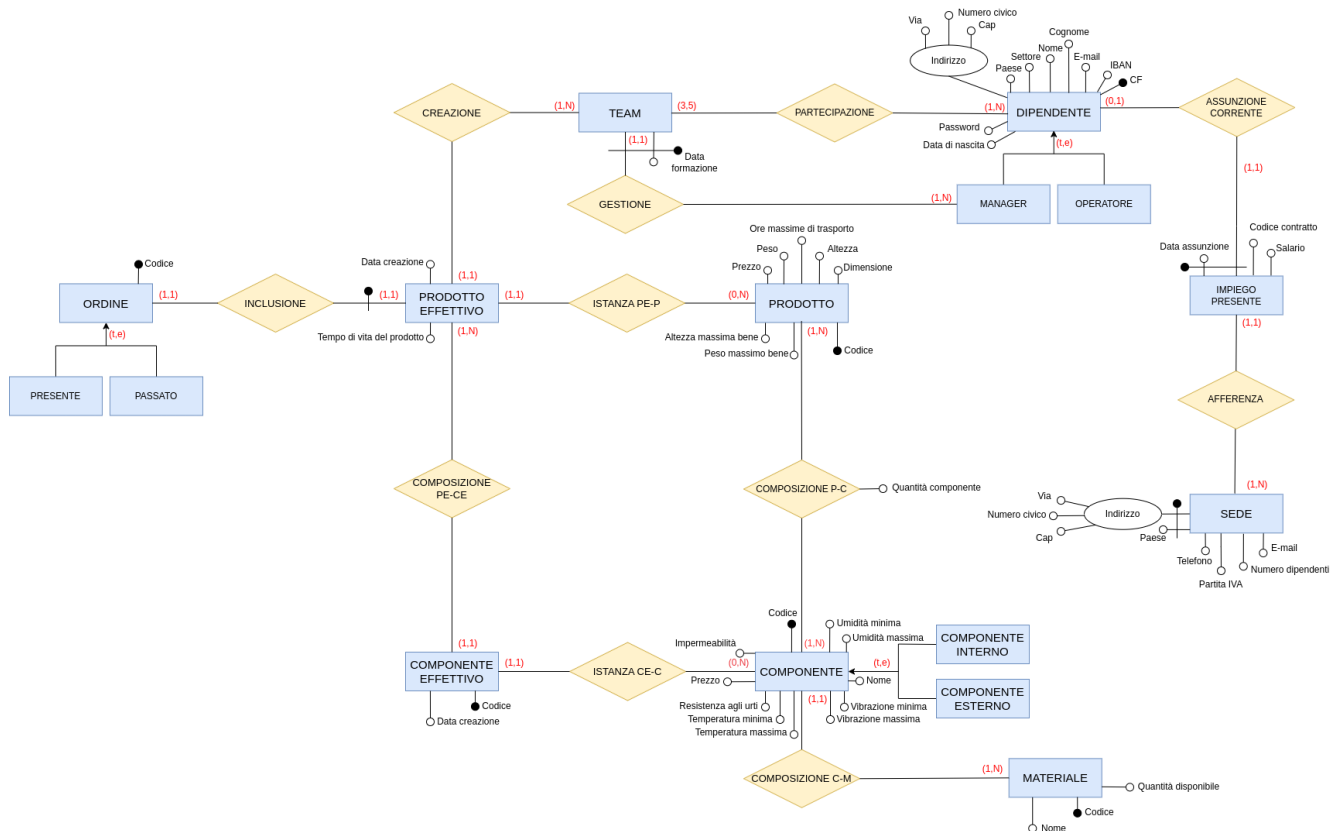 Numero civico
Via
Cap
Indirizzo
Cognome
Nome
E-mail
Settore
Paese
IBAN
CF
CREAZIONE
(1,N)
TEAM
(3,5)
PARTECIPAZIONE
(1,N)
DIPENDENTE
(0,1)
ASSUNZIONE
CORRENTE
Password
Data di nascita
(1,1)
Data
formazione
(t,e)
(1,1)
GESTIONE
(1,N)
MANAGER
OPERATORE
Ore massime di trasporto
Codice contratto
Peso
Altezza
Data assunzione
Salario
Codice
Data creazione
Prezzo
Dimensione
(1,1)
ORDINE
(1,1)
INCLUSIONE
(1,1)
PRODOTTO
EFFETTIVO
(1,1)
ISTANZA PE-P
(0,N)
PRODOTTO
IMPIEGO
PRESENTE
(t,e)
Tempo di vita del prodotto
(1,N)
Altezza massima bene
(1,N)
Peso massimo bene
Codice
(1,1)
PRESENTE
PASSATO
AFFERENZA
COMPOSIZIONE
PE-CE
COMPOSIZIONE P-C
Quantità componente
(1,N)
Via
Numero civico
Indirizzo
SEDE
Cap
Paese
Telefono
E-mail
Numero dipendenti
Partita IVA
Codice
Umidità minima
Impermeabilità
(1,1)
(1,N)
Umidità massima
COMPONENTE
INTERNO
COMPONENTE
EFFETTIVO
(1,1)
ISTANZA CE-C
(0,N)
COMPONENTE
(t,e)
Prezzo
Nome
(1,1)
COMPONENTE
ESTERNO
Codice
Data creazione
Resistenza agli urti
Vibrazione minima
Temperatura minima
Vibrazione massima
Temperatura massima
COMPOSIZIONE C-M
(1,N)
MATERIALE
Quantità disponibile
Codice
Nome